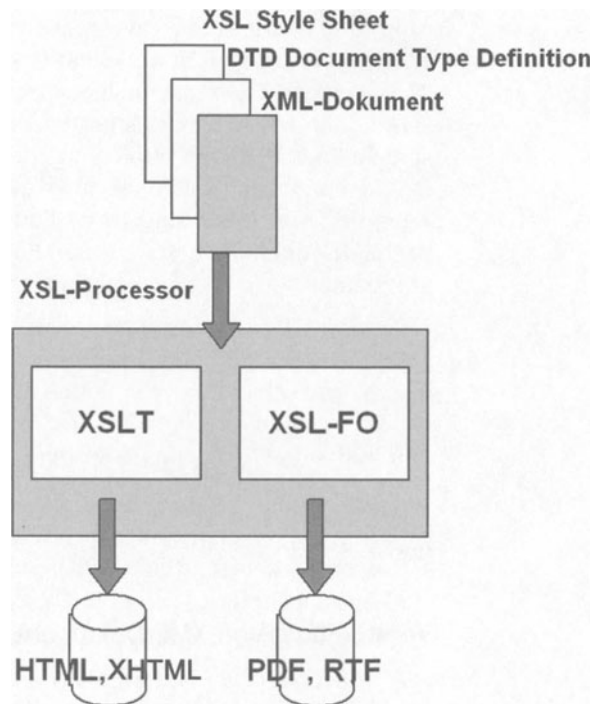 XSL Style Sheet
DTD Document Type Definition
XML-Dokument
XSL-Processor
XSLT
XSL-FO
HTML,XHTML
PDF, RTF